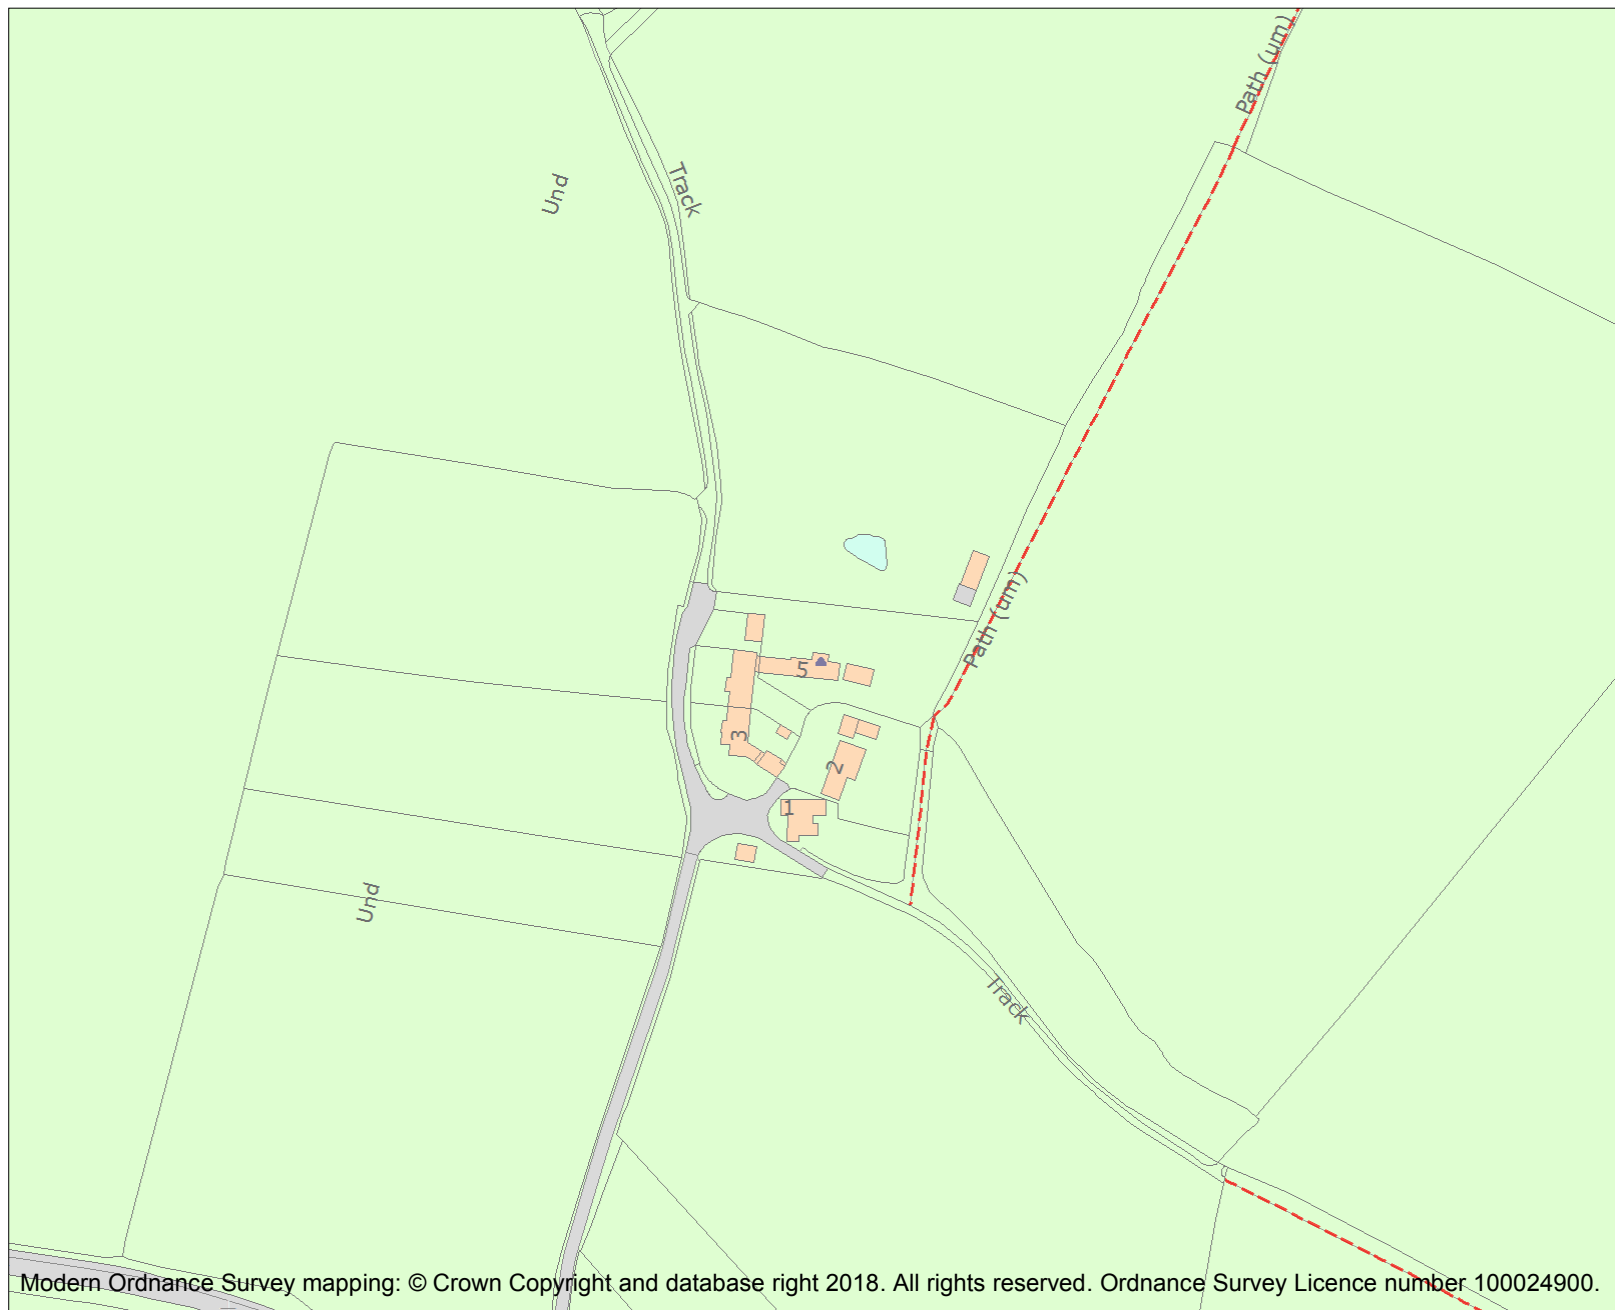 Path (um)
Track
Und
Path (um)
5
3
2
1
Und
Track
Modern Ordnance Survey mapping: © Crown Copyright and database right 2018. All rights reserved. Ordnance Survey Licence number 100024900.